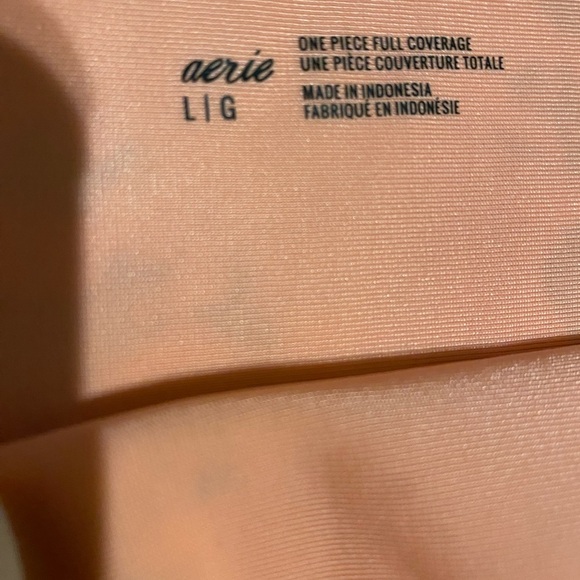 aerie
L | G
ONE PIECE FULL COVERAGE
UNE PIÈCE COUVERTURE TOTALE
MADE IN INDONESIA
FABRIQUÉ EN INDONÉSIE